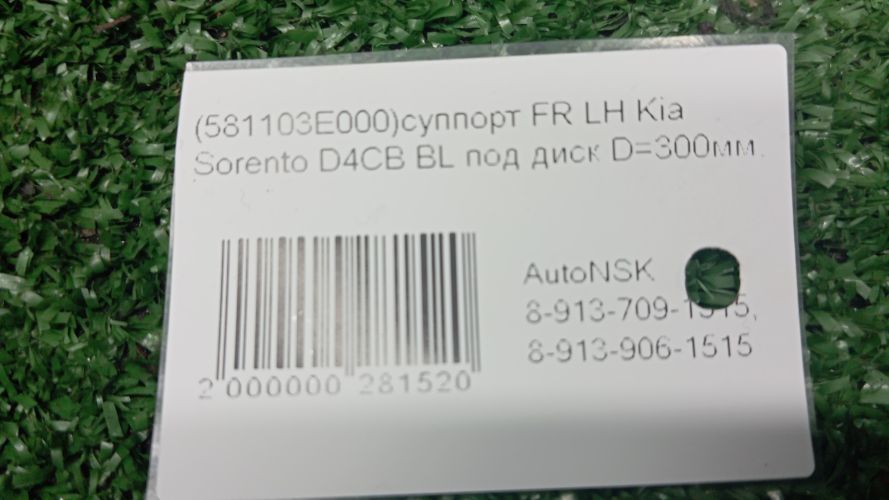 (581103E000)суппорт FR LH Kia
Sorento D4CB BL под диск D=300мм.
AutoNSK
8-913-709-1515,
8-913-906-1515
2 000000 281520